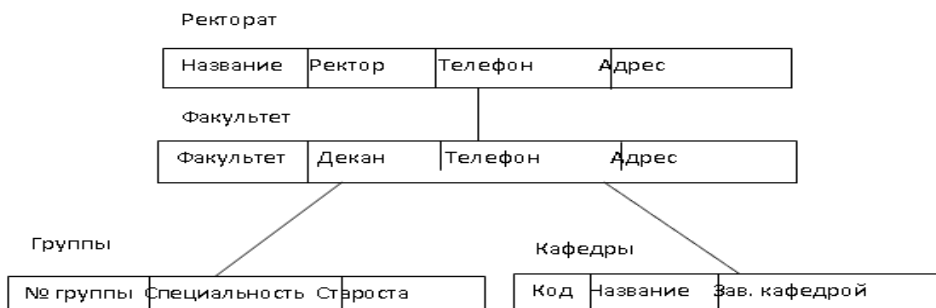 Ректорат
Название Ректор Телефон Адрес
Факультет
Факультет Декан Телефон Адрес
Группы
№ группы Специальность Староста
Кафедры
Код Название Зав. кафедрой